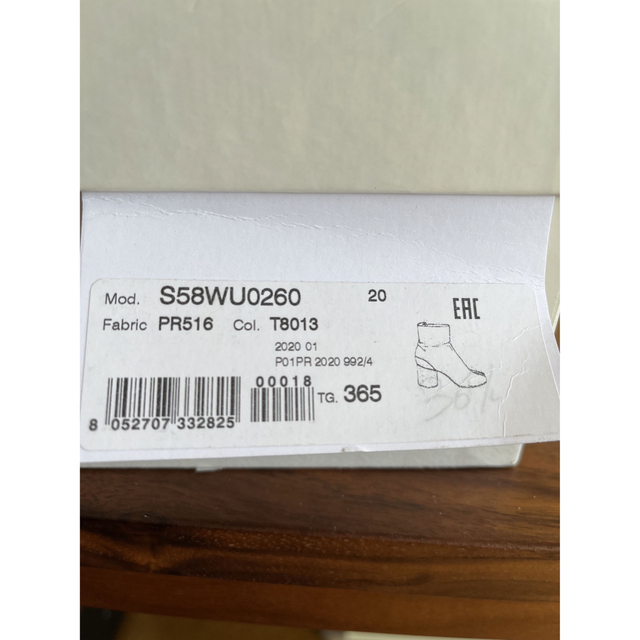 Mod. S58WU0260 20 EAC
Fabric PR516 Col. T8013
2020 01
P01PR 2020 992/4
00018
TG. 365
8 052707 332825